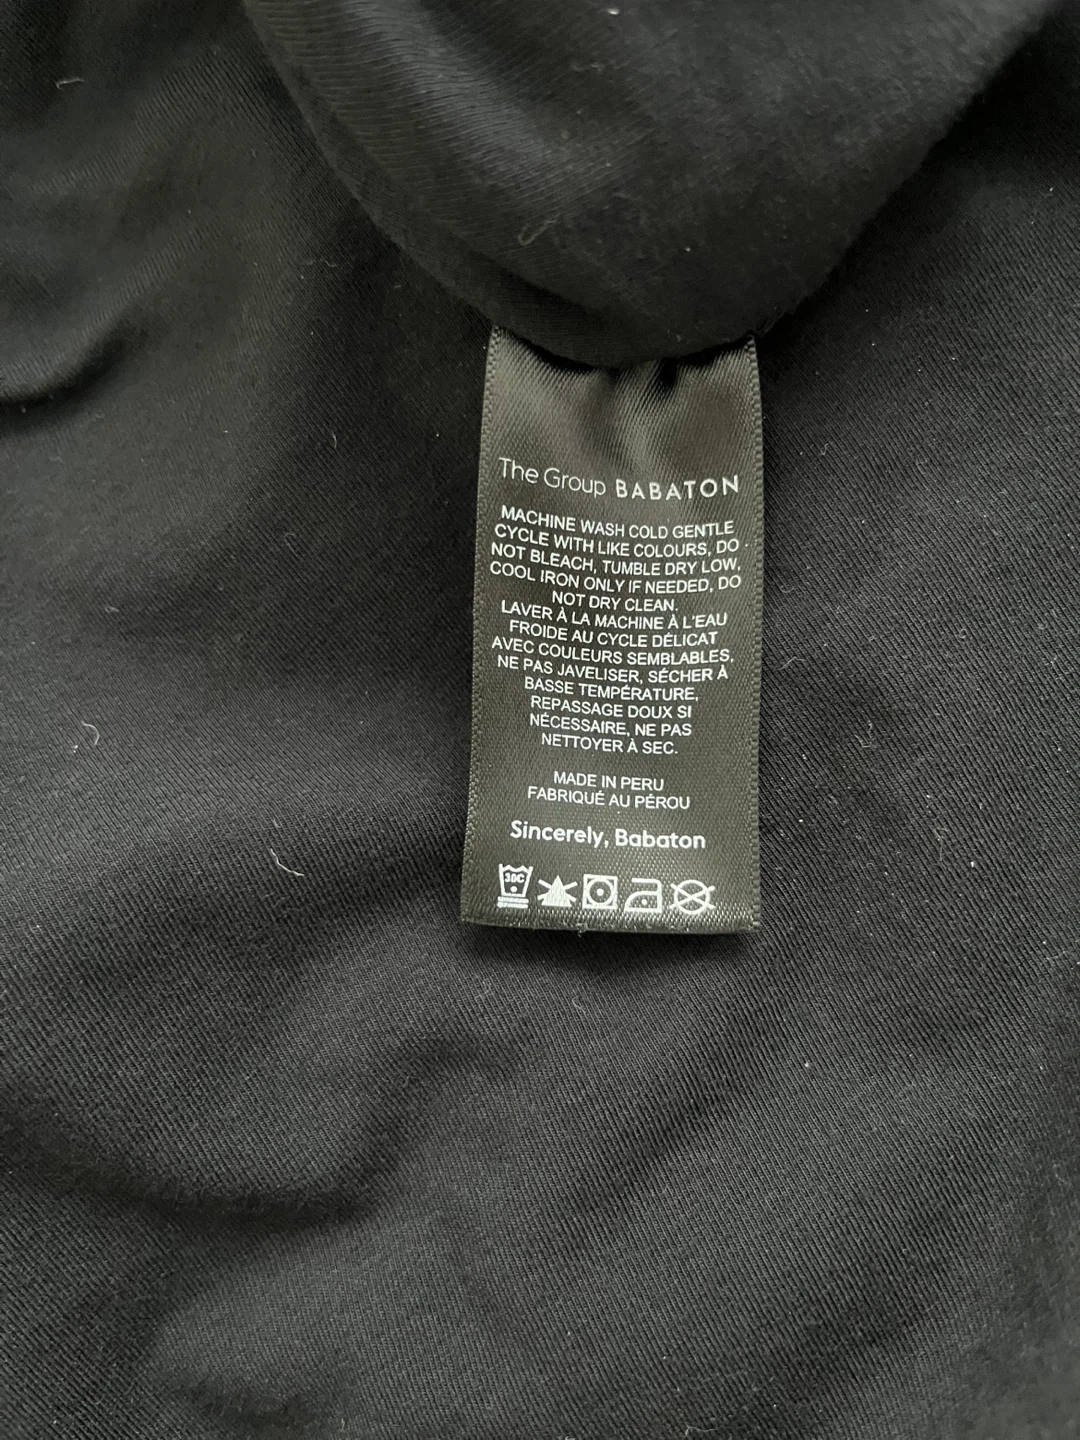 The Group BABATON
MACHINE WASH COLD GENTLE
CYCLE WITH LIKE COLOURS, DO
NOT BLEACH, TUMBLE DRY LOW,
COOL IRON ONLY IF NEEDED, DO
NOT DRY CLEAN.
LAVER À LA MACHINE À L'EAU
FROIDE AU CYCLE DÉLICAT
AVEC COULEURS SEMBLABLES,
NE PAS JAVELISER, SÉCHER À
BASSE TEMPÉRATURE,
REPASSAGE DOUX SI
NÉCESSAIRE, NE PAS
NETTOYER À SEC.
MADE IN PERU
FABRIQUÉ AU PÉROU
Sincerely, Babaton
30C